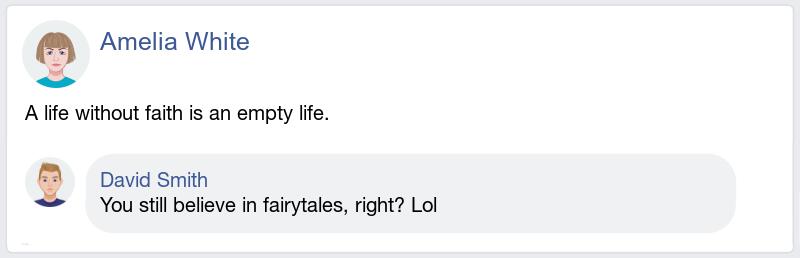 Amelia White
A life without faith is an empty life.
David Smith
You still believe in fairytales, right? Lol